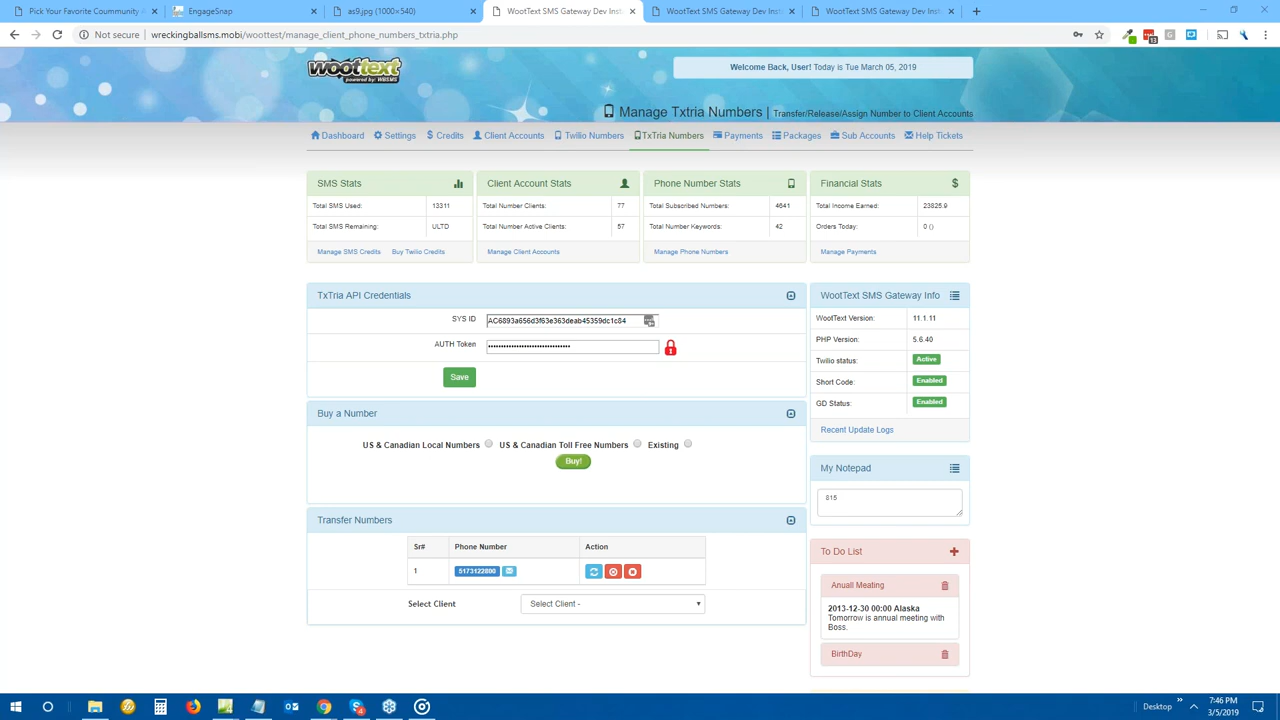 Pick Your Favorite Community A
EngageSnap
as9.jpg (1000×540)
WootText SMS Gateway Dev Inst
WootText SMS Gateway Dev Inst
WootText SMS Gateway Dev Inst
Not secure | wreckingballsms.mobi/woottest/manage_client_phone_numbers_txtria.php
13
woottext
powered by: WBSMS
Welcome Back, User! Today is Tue March 05, 2019
Manage Txtria Numbers | Transfer/Release/Assign Number to Client Accounts
Dashboard Settings Credits Client Accounts Twilio Numbers TxTria Numbers Payments Packages Sub Accounts Help Tickets
SMS Stats
Total SMS Used: 13311
Total SMS Remaining: ULTD
Manage SMS Credits Buy Twilio Credits
Client Account Stats
Total Number Clients: 77
Total Number Active Clients: 57
Manage Client Accounts
Phone Number Stats
Total Subscribed Numbers: 4641
Total Number Keywords: 42
Manage Phone Numbers
Financial Stats
Total Income Earned: 23825.9
Orders Today: 0 ()
Manage Payments
TxTria API Credentials
SYS ID AC6893a656d3f63e363deab45359dc1c84
AUTH Token
Save
Buy a Number
US & Canadian Local Numbers US & Canadian Toll Free Numbers Existing
Buy!
Transfer Numbers
Sr# Phone Number Action
1 5173122800
Select Client Select Client -
WootText SMS Gateway Info
WootText Version: 11.1.11
PHP Version: 5.6.40
Twilio status: Active
Short Code: Enabled
GD Status: Enabled
Recent Update Logs
My Notepad
815
To Do List
Anuall Meating
2013-12-30 00:00 Alaska
Tomorrow is annual meeting with
Boss.
BirthDay
Desktop
7:46 PM
3/5/2019